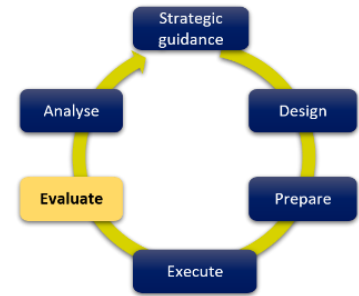 Strategic
guidance
Design
Prepare
Execute
Evaluate
Analyse